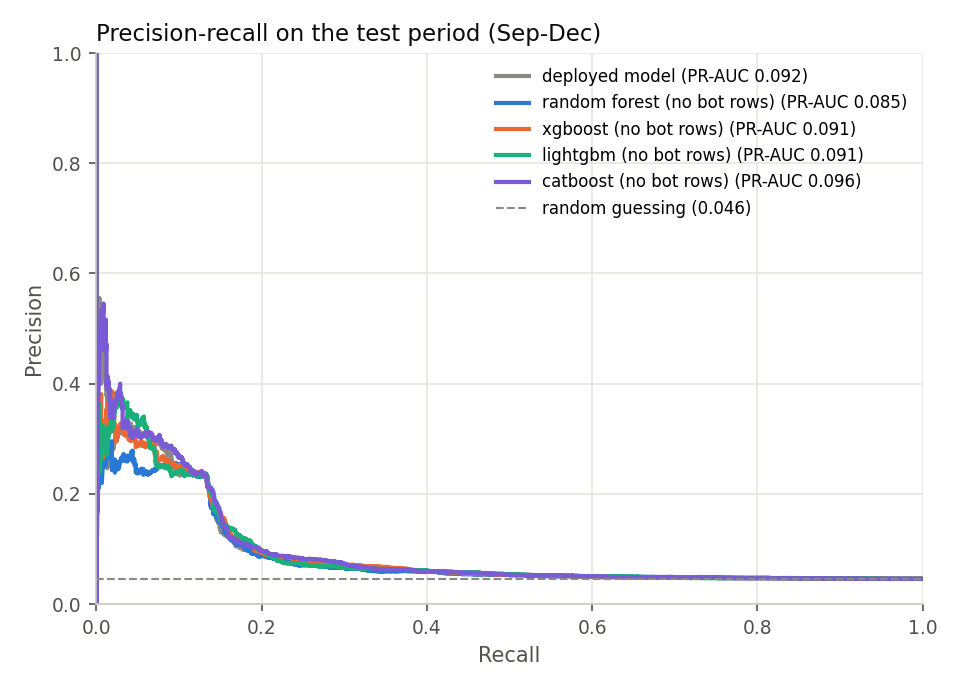 Precision-recall on the test period (Sep-Dec)
deployed model (PR-AUC 0.092)
random forest (no bot rows) (PR-AUC 0.085)
xgboost (no bot rows) (PR-AUC 0.091)
lightgbm (no bot rows) (PR-AUC 0.091)
catboost (no bot rows) (PR-AUC 0.096)
random guessing (0.046)
Precision
1.0
0.8
0.6
0.4
0.2
0.0
0.0 0.2 0.4 0.6 0.8 1.0
Recall